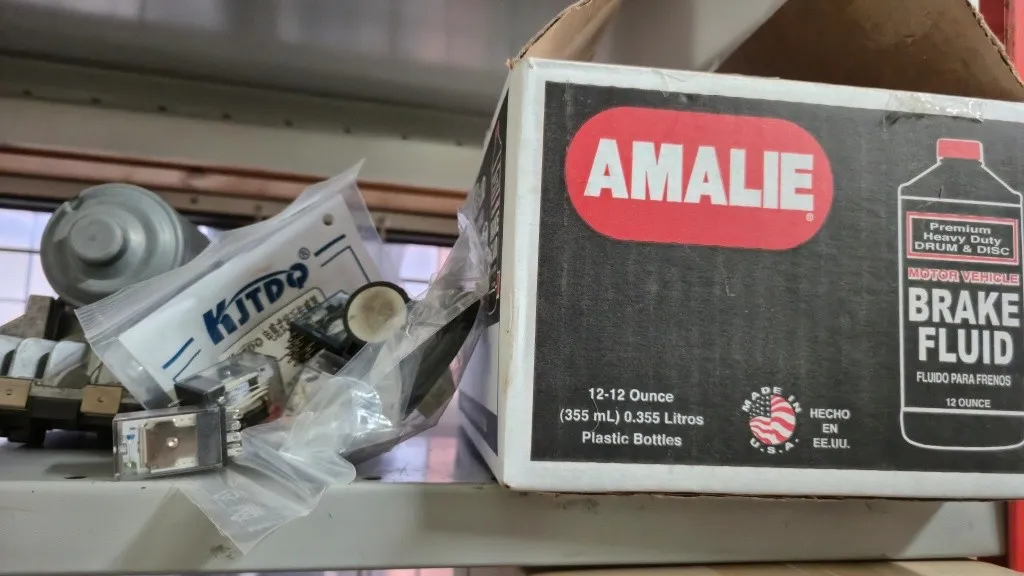 KJTDQ®
AMALIE®
12-12 Ounce
(355 mL) 0.355 Litros
Plastic Bottles
MADE IN
U.S.A.
HECHO
EN
EE.UU.
Premium
Heavy Duty
DRUM & DISC
MOTOR VEHICLE
BRAKE
FLUID
FLUIDO PARA FRENOS
12 OUNCE